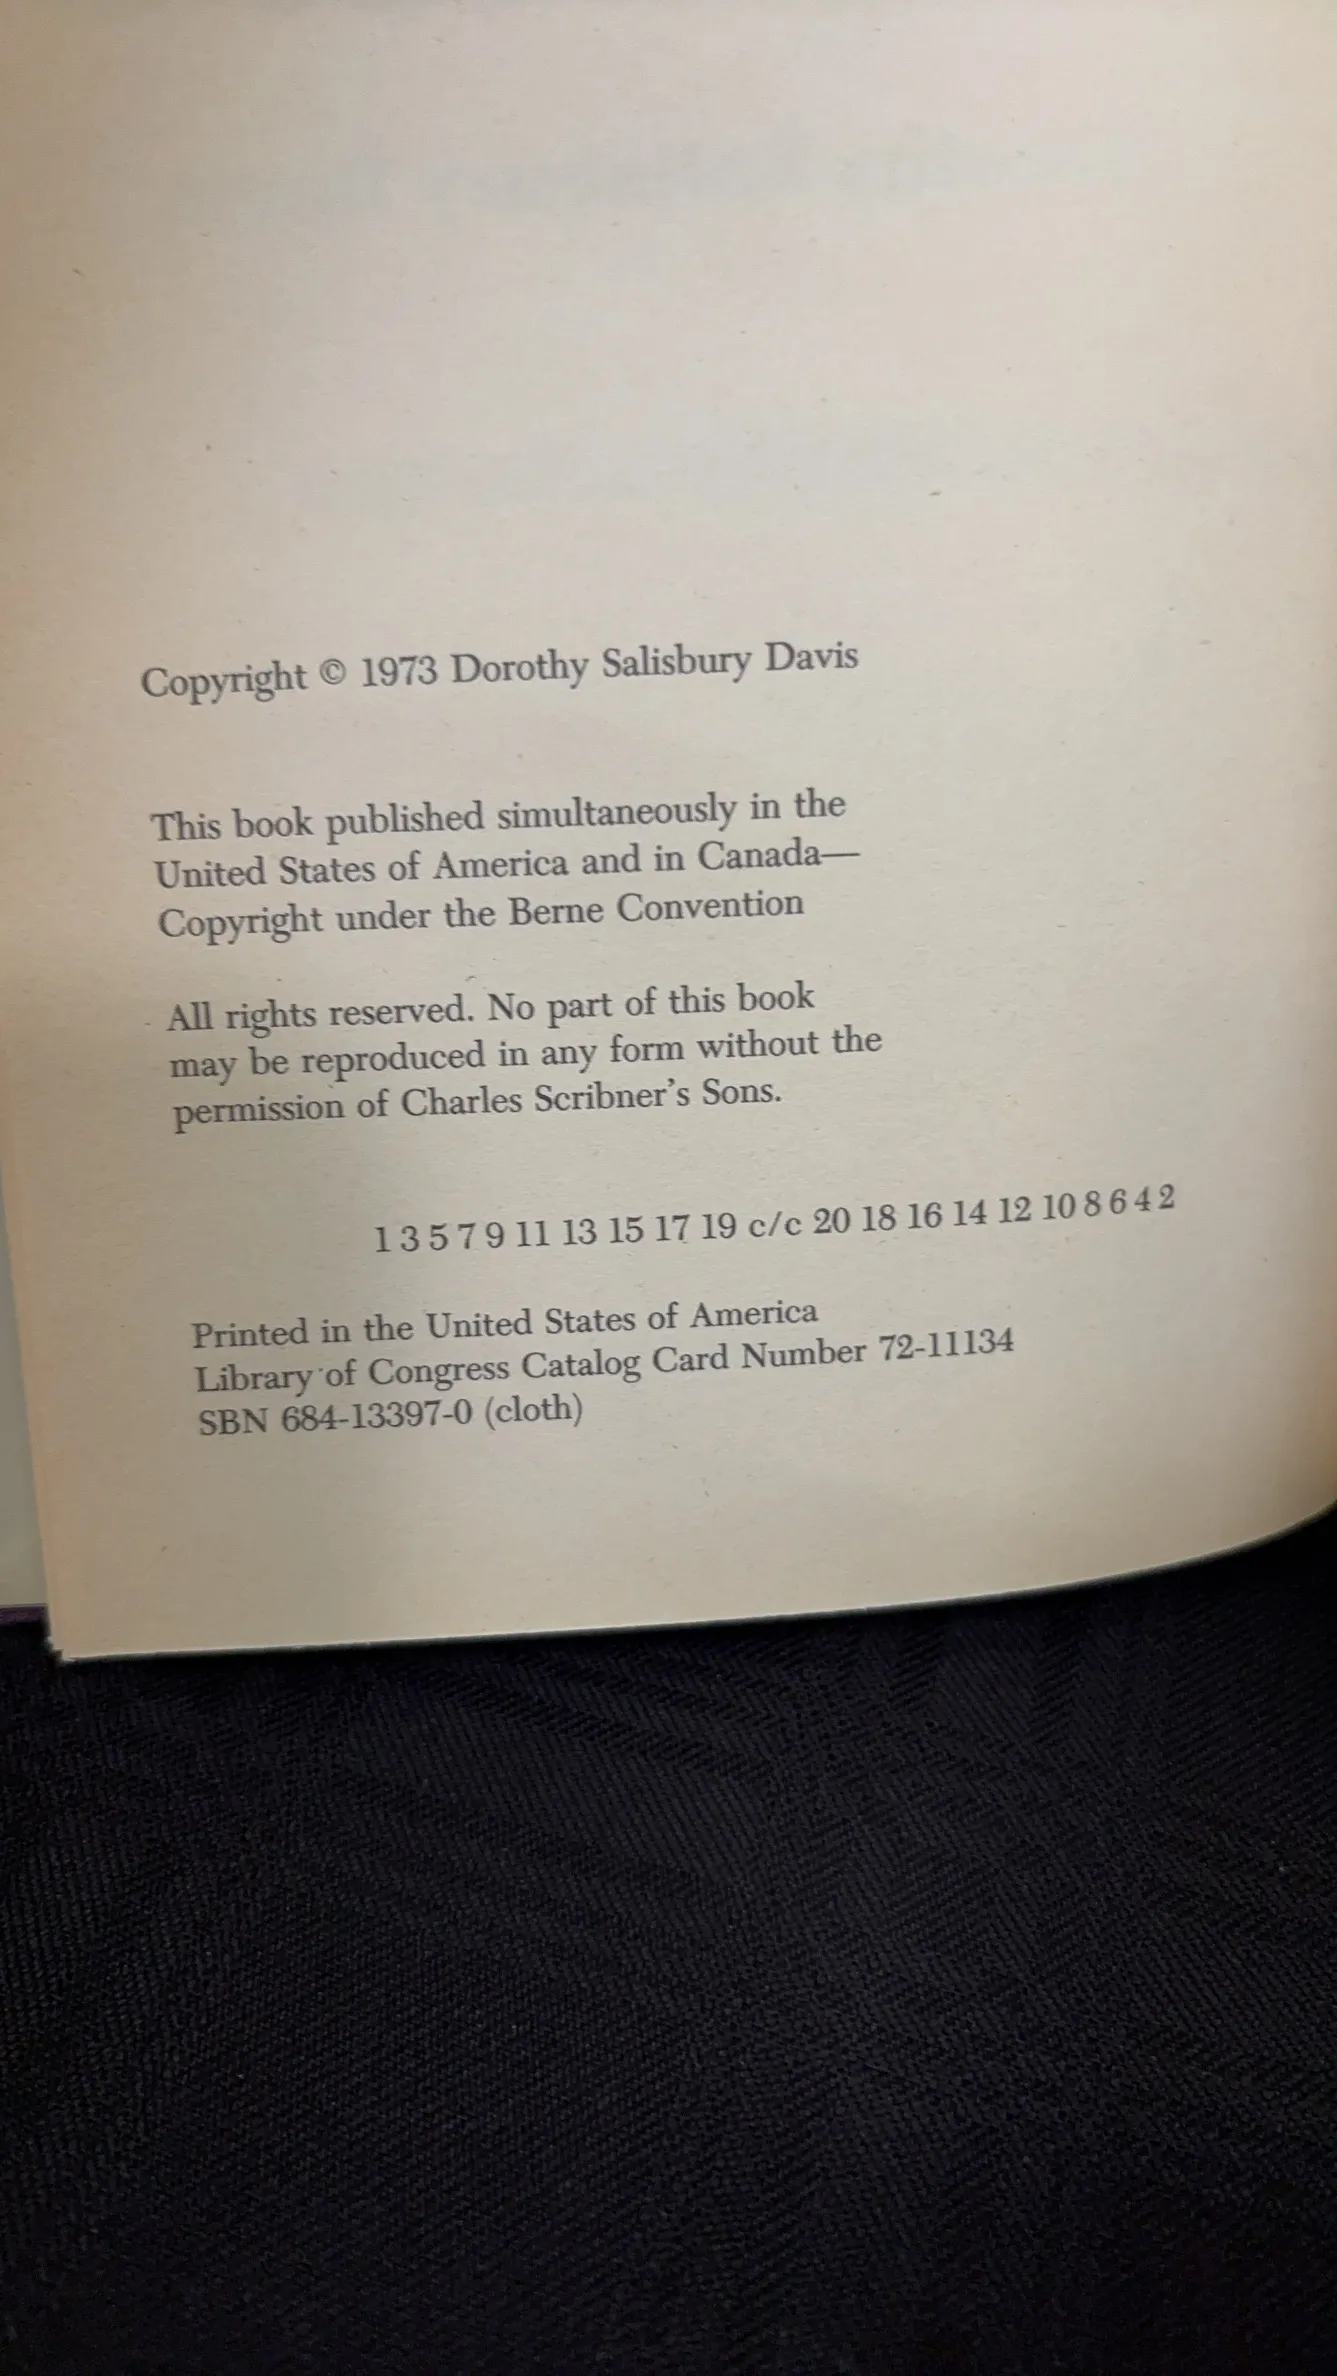 Copyright © 1973 Dorothy Salisbury Davis
This book published simultaneously in the
United States of America and in Canada—
Copyright under the Berne Convention
All rights reserved. No part of this book
may be reproduced in any form without the
permission of Charles Scribner's Sons.
1 3 5 7 9 11 13 15 17 19 c/c 20 18 16 14 12 10 8 6 4 2
Printed in the United States of America
Library of Congress Catalog Card Number 72-11134
SBN 684-13397-0 (cloth)